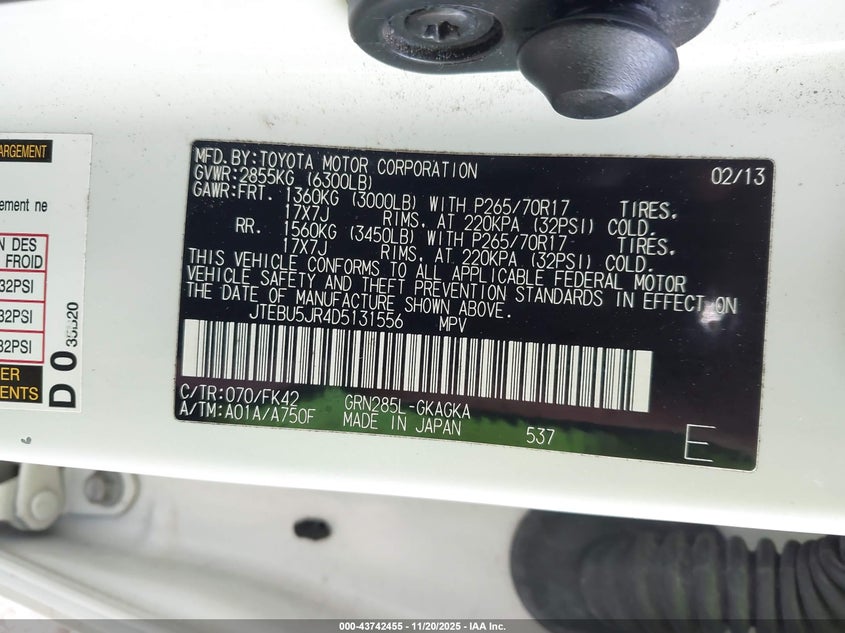 ARGEMENT
ement ne
N DES
FROID
32PSI
32PSI
32PSI
ER
ENTS
D 0
35B20
MFD.BY:TOYOTA MOTOR CORPORATION 02/13
GVWR:2855KG (6300LB)
GAWR:FRT. 1360KG (3000LB) WITH P265/70R17 TIRES,
17X7J RIMS, AT 220KPA (32PSI) COLD.
RR. 1560KG (3450LB) WITH P265/70R17 TIRES,
17X7J RIMS, AT 220KPA (32PSI) COLD.
THIS VEHICLE CONFORMS TO ALL APPLICABLE FEDERAL MOTOR
VEHICLE SAFETY AND THEFT PREVENTION STANDARDS IN EFFECT ON
THE DATE OF MANUFACTURE SHOWN ABOVE.
JTEBU5JR4D5131556 MPV
C/TR:070/FK42 GRN285L-GKAGKA
A/TM:A01A/A750F MADE IN JAPAN 537 E
000-43742455 - 11/20/2025 - IAA Inc.